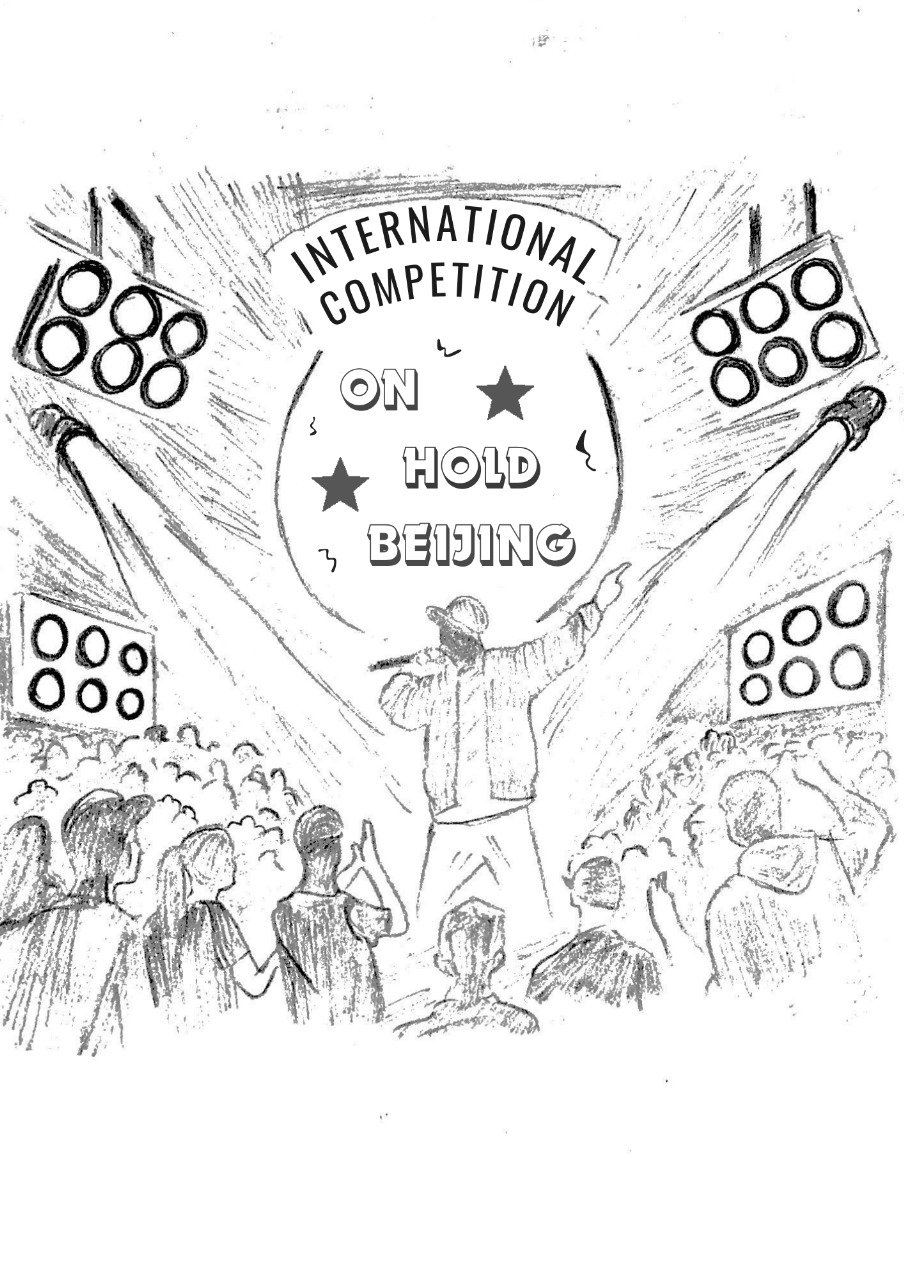 INTERNATIONAL
COMPETITION
ON
HOLD
BEIJING